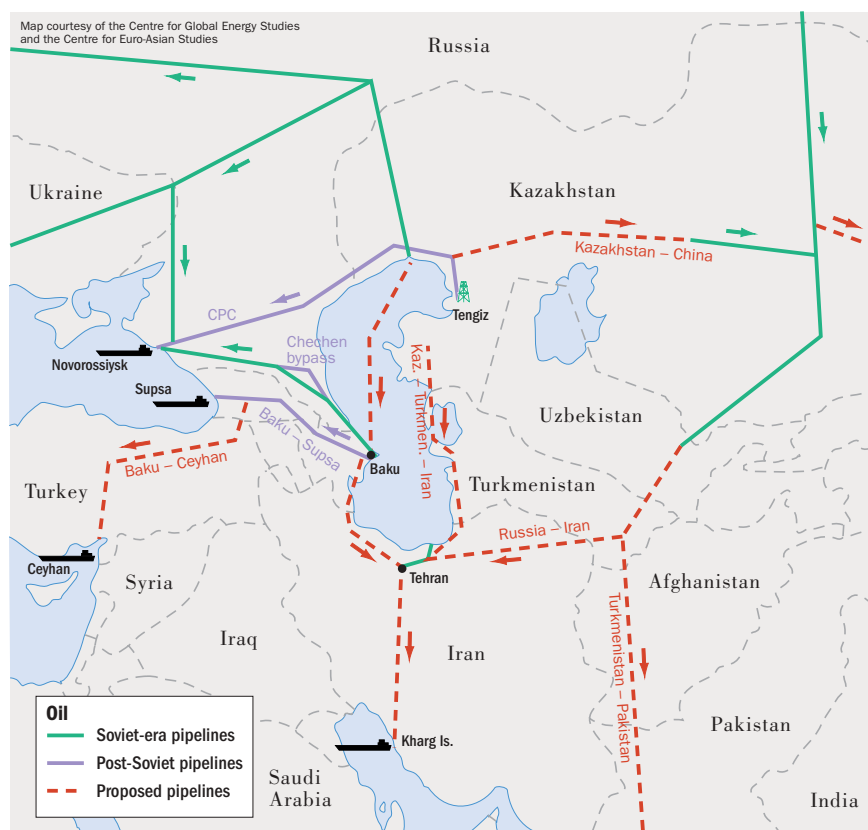 Map courtesy of the Centre for Global Energy Studies
and the Centre for Euro-Asian Studies
Russia
Ukraine
Kazakhstan
Kazakhstan – China
CPC
Tengiz
Chechen
bypass
Novorossiysk
Supsa
Kaz. – Turkmen. – Iran
Uzbekistan
Baku – Supsa
Baku
Baku – Ceyhan
Turkey
Turkmenistan
Russia – Iran
Ceyhan
Syria
Tehran
Afghanistan
Iraq
Iran
Turkmenistan – Pakistan
Oil
Soviet-era pipelines
Post-Soviet pipelines
Proposed pipelines
Kharg Is.
Pakistan
Saudi
Arabia
India